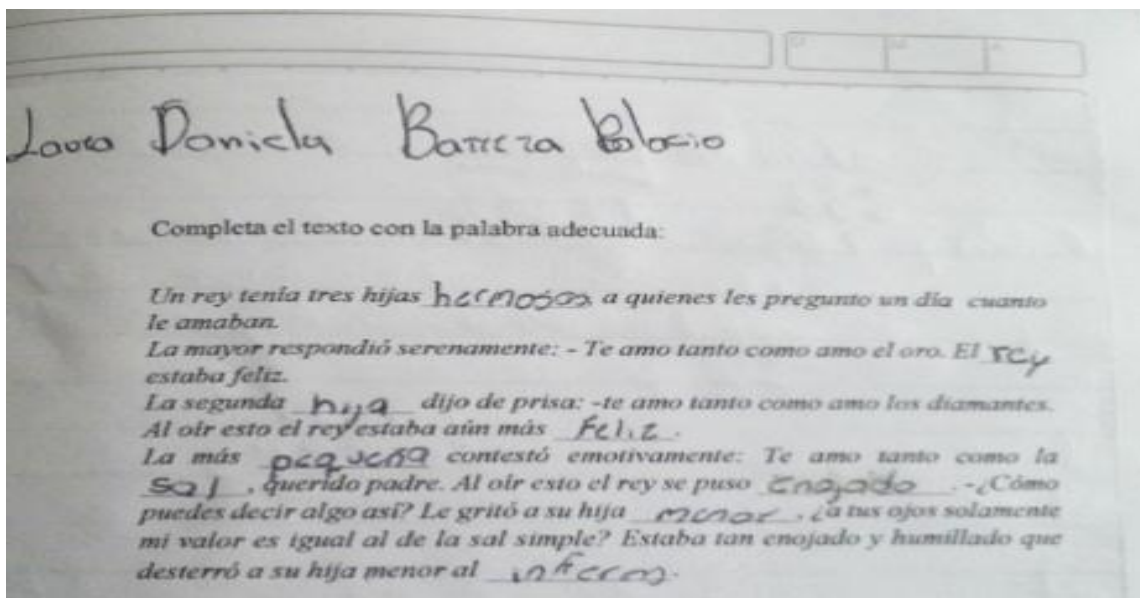 Laura Daniela Barreza Palacio
Completa el texto con la palabra adecuada:
Un rey tenía tres hijas hermosas a quienes les pregunto un día cuanto
le amaban.
La mayor respondió serenamente: - Te amo tanto como amo el oro. El rey
estaba feliz.
La segunda hija dijo de prisa: -te amo tanto como amo los diamantes.
Al oír esto el rey estaba aún más feliz.
La más pequeña contestó emotivamente: Te amo tanto como la
sal, querido padre. Al oír esto el rey se puso enojado. -¿Cómo
puedes decir algo así? Le gritó a su hija menor. ¿a tus ojos solamente
mi valor es igual al de la sal simple? Estaba tan enojado y humillado que
desterró a su hija menor al